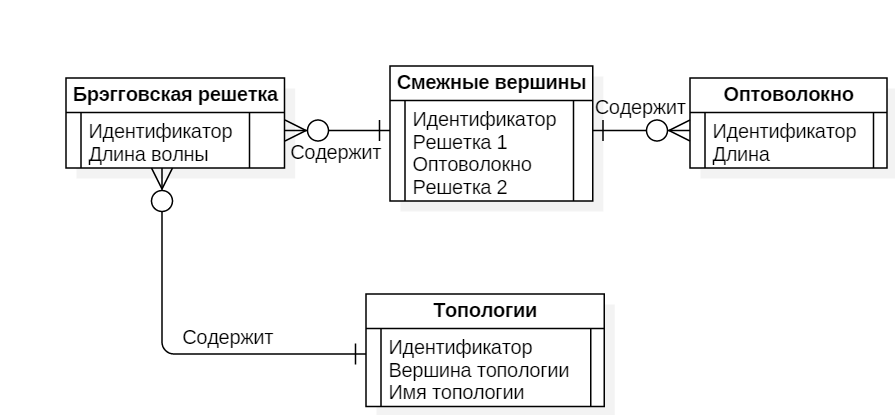 Брэгговская решетка
Идентификатор
Длина волны
Содержит
Смежные вершины
Идентификатор
Решетка 1
Оптоволокно
Решетка 2
Содержит
Оптоволокно
Идентификатор
Длина
Содержит
Топологии
Идентификатор
Вершина топологии
Имя топологии